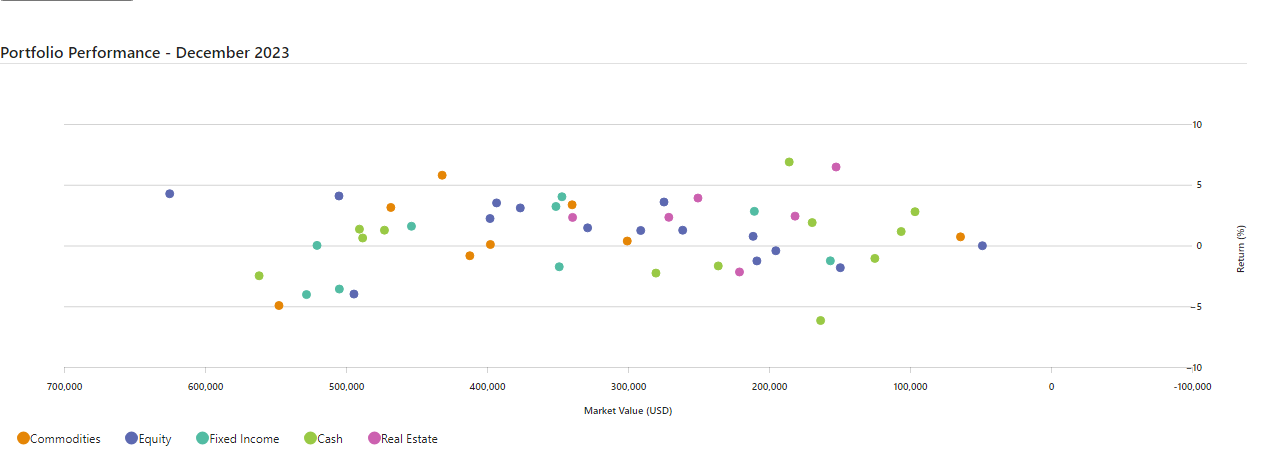 Portfolio Performance - December 2023
10
5
0
-5
-10
Return (%)
700,000 600,000 500,000 400,000 300,000 200,000 100,000 0 -100,000
Market Value (USD)
Commodities Equity Fixed Income Cash Real Estate